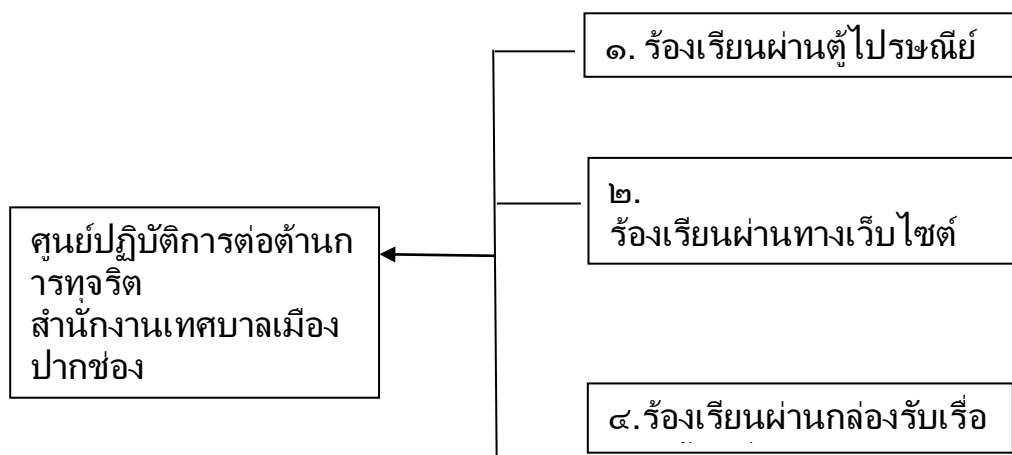 ๑. ร้องเรียนผ่านตู้ไปรษณีย์
๒.
ร้องเรียนผ่านทางเว็บไซต์
ศูนย์ปฏิบัติการต่อต้านก
ารทุจริต
สำนักงานเทศบาลเมือง
ปากช่อง
๔.ร้องเรียนผ่านกล่องรับเรื่อ